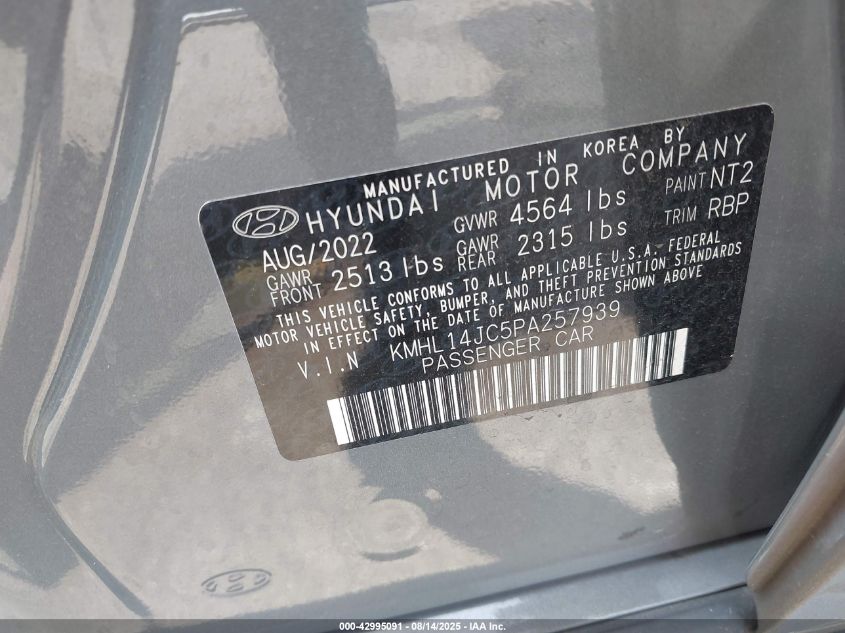 MANUFACTURED IN KOREA BY
HYUNDAI MOTOR COMPANY
AUG/2022 GVWR 4564 lbs PAINT NT2
GAWR FRONT 2513 lbs GAWR REAR 2315 lbs TRIM RBP
THIS VEHICLE CONFORMS TO ALL APPLICABLE U.S.A. FEDERAL
MOTOR VEHICLE SAFETY, BUMPER, AND THEFT PREVENTION STANDARDS
IN EFFECT ON THE DATE OF MANUFACTURE SHOWN ABOVE
V.I.N KMHL14JC5PA257939
PASSENGER CAR
000-42995091 - 08/14/2025 - IAA Inc.